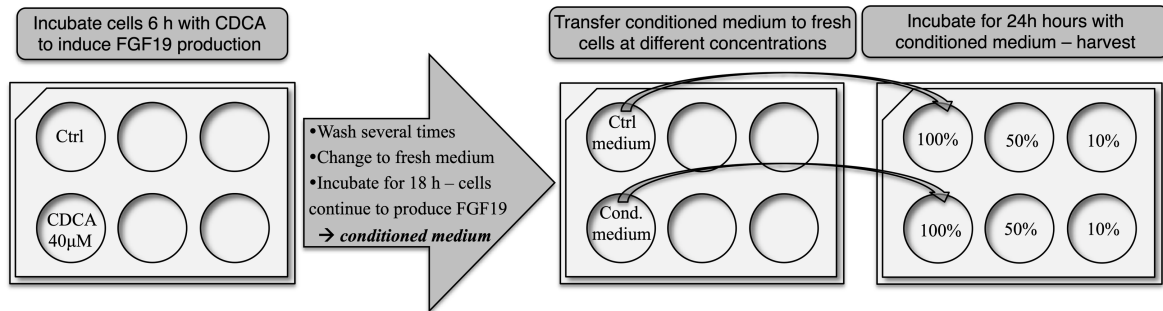 Incubate cells 6 h with CDCA
to induce FGF19 production
Ctrl
CDCA
40µM
•Wash several times
•Change to fresh medium
•Incubate for 18 h – cells
continue to produce FGF19
→ conditioned medium
Transfer conditioned medium to fresh
cells at different concentrations
Ctrl
medium
Cond.
medium
Incubate for 24h hours with
conditioned medium – harvest
100% 50% 10%
100% 50% 10%